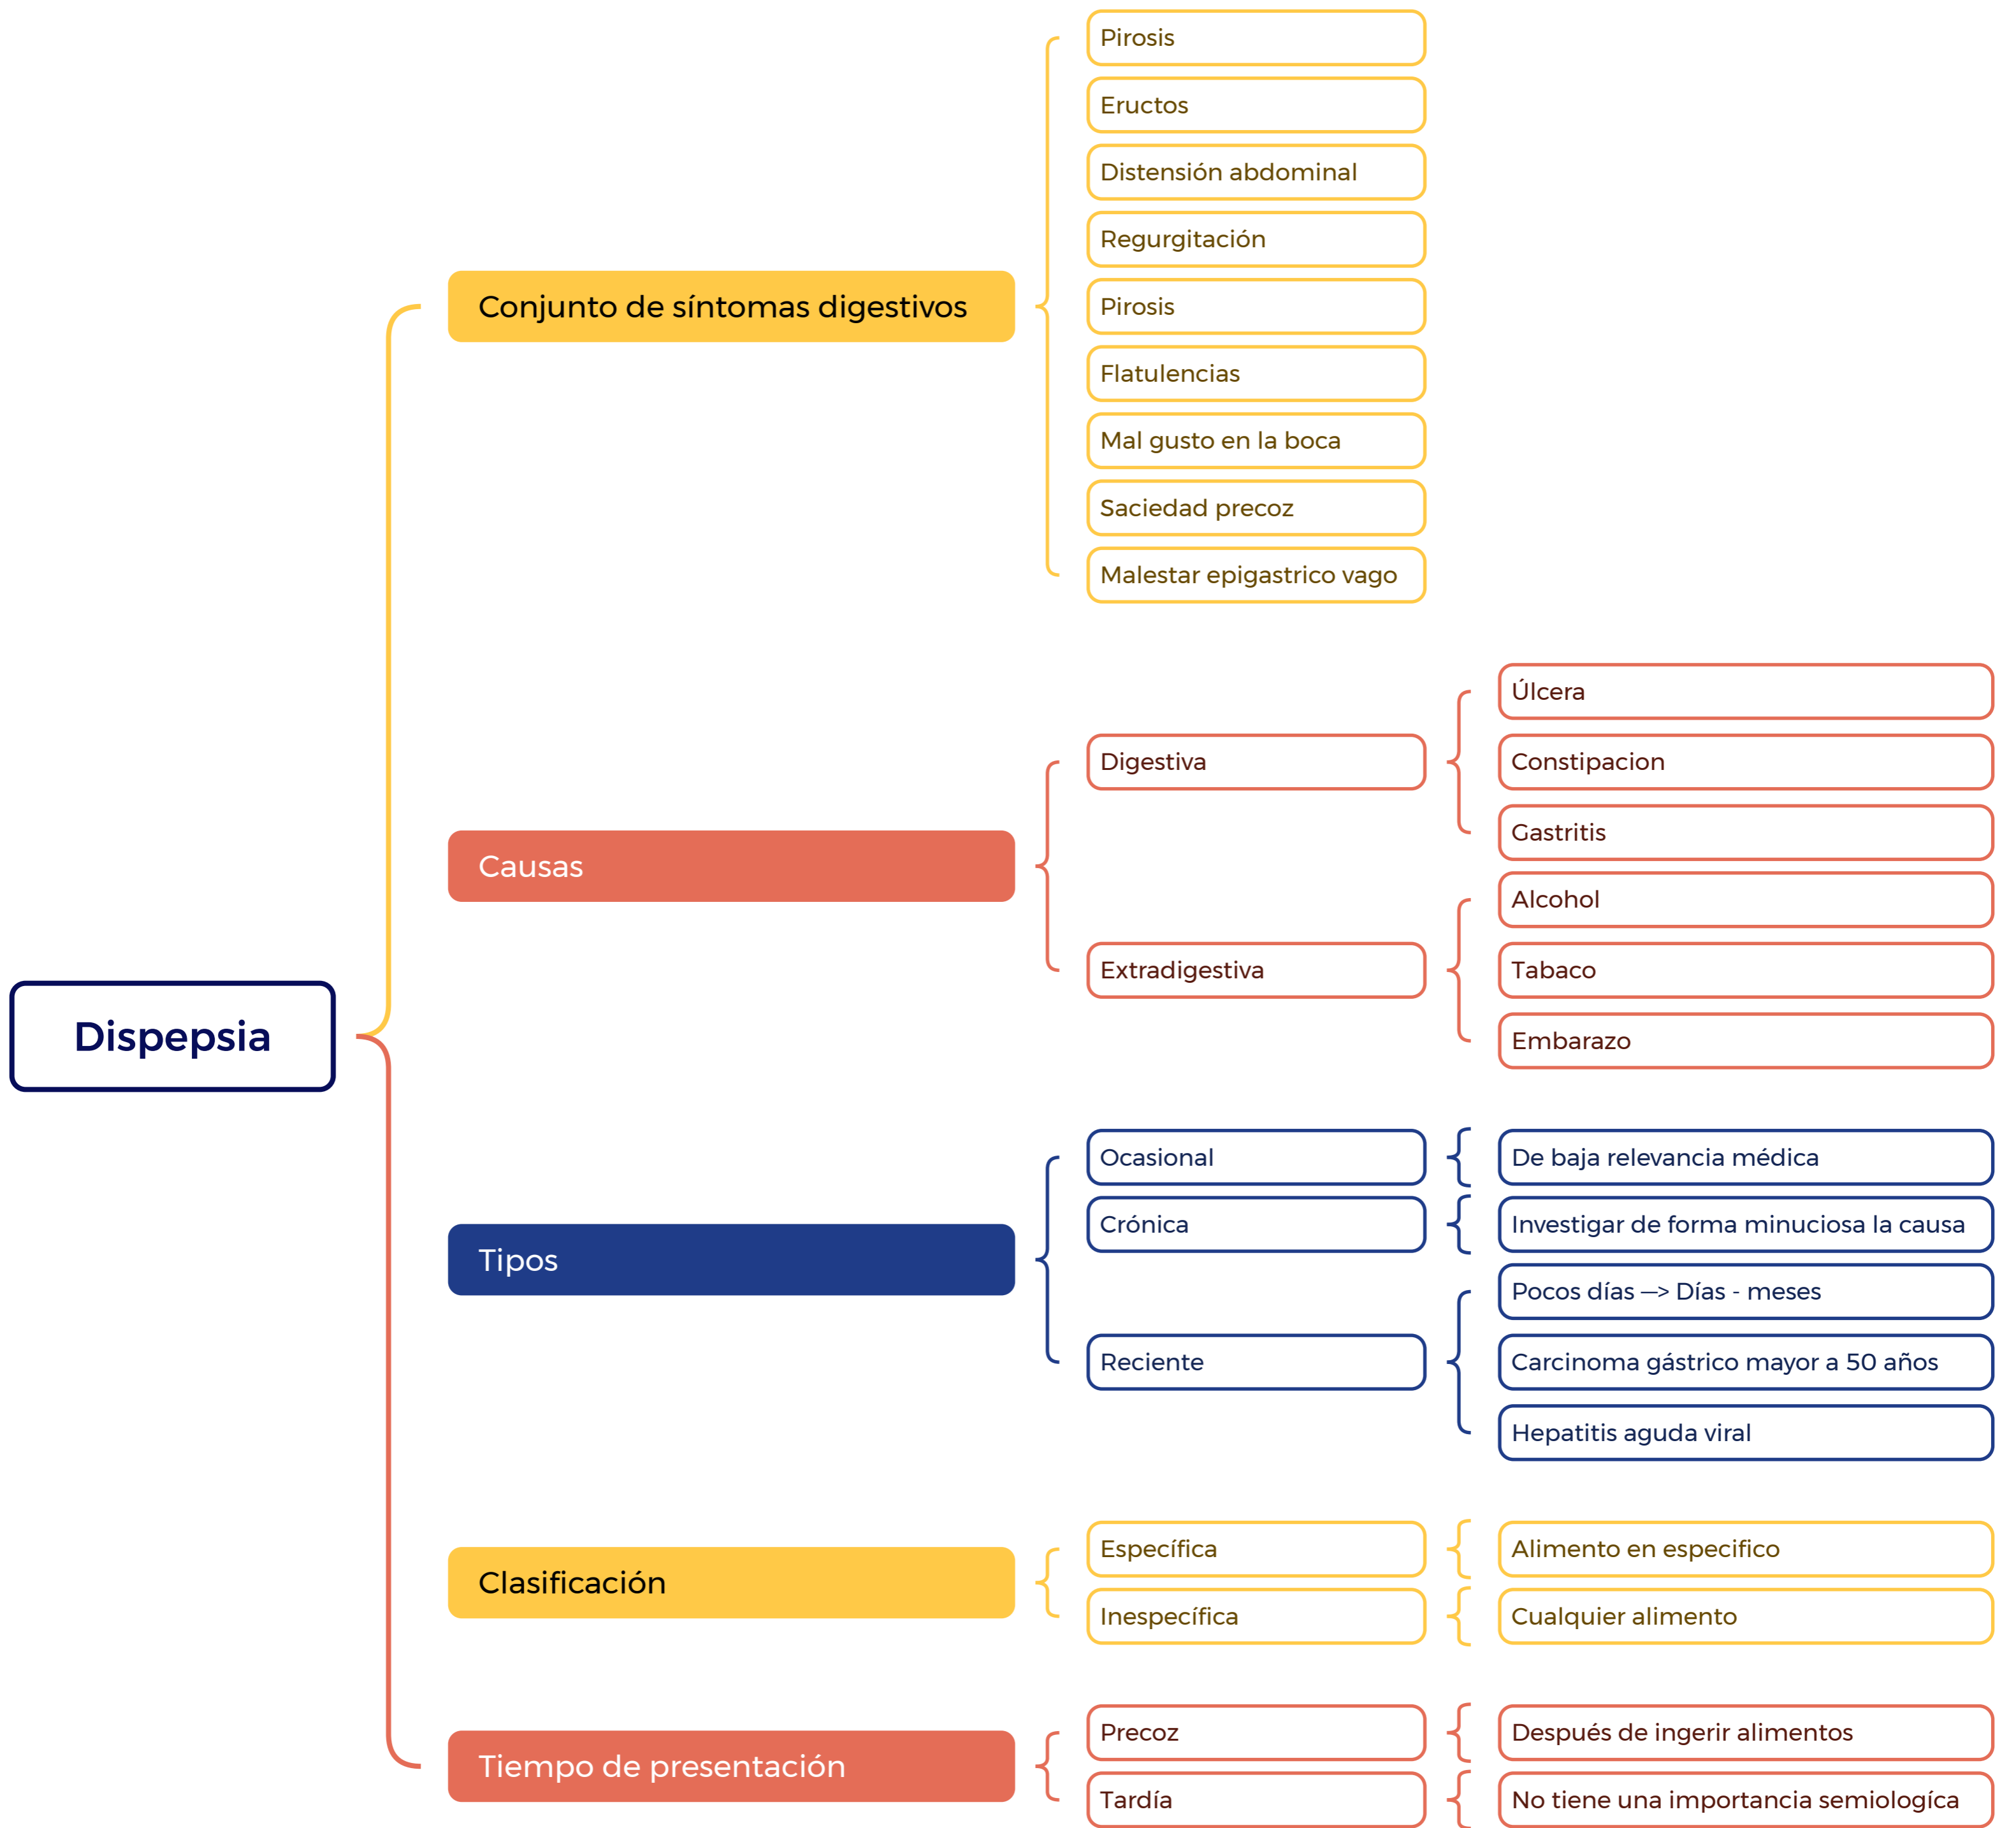 Dispepsia
Conjunto de síntomas digestivos
Pirosis
Eructos
Distensión abdominal
Regurgitación
Pirosis
Flatulencias
Mal gusto en la boca
Saciedad precoz
Malestar epigastrico vago
Causas
Digestiva
Úlcera
Constipacion
Gastritis
Extradigestiva
Alcohol
Tabaco
Embarazo
Tipos
Ocasional
De baja relevancia médica
Crónica
Investigar de forma minuciosa la causa
Reciente
Pocos días —> Días - meses
Carcinoma gástrico mayor a 50 años
Hepatitis aguda viral
Clasificación
Específica
Alimento en especifico
Inespecífica
Cualquier alimento
Tiempo de presentación
Precoz
Después de ingerir alimentos
Tardía
No tiene una importancia semiologíca